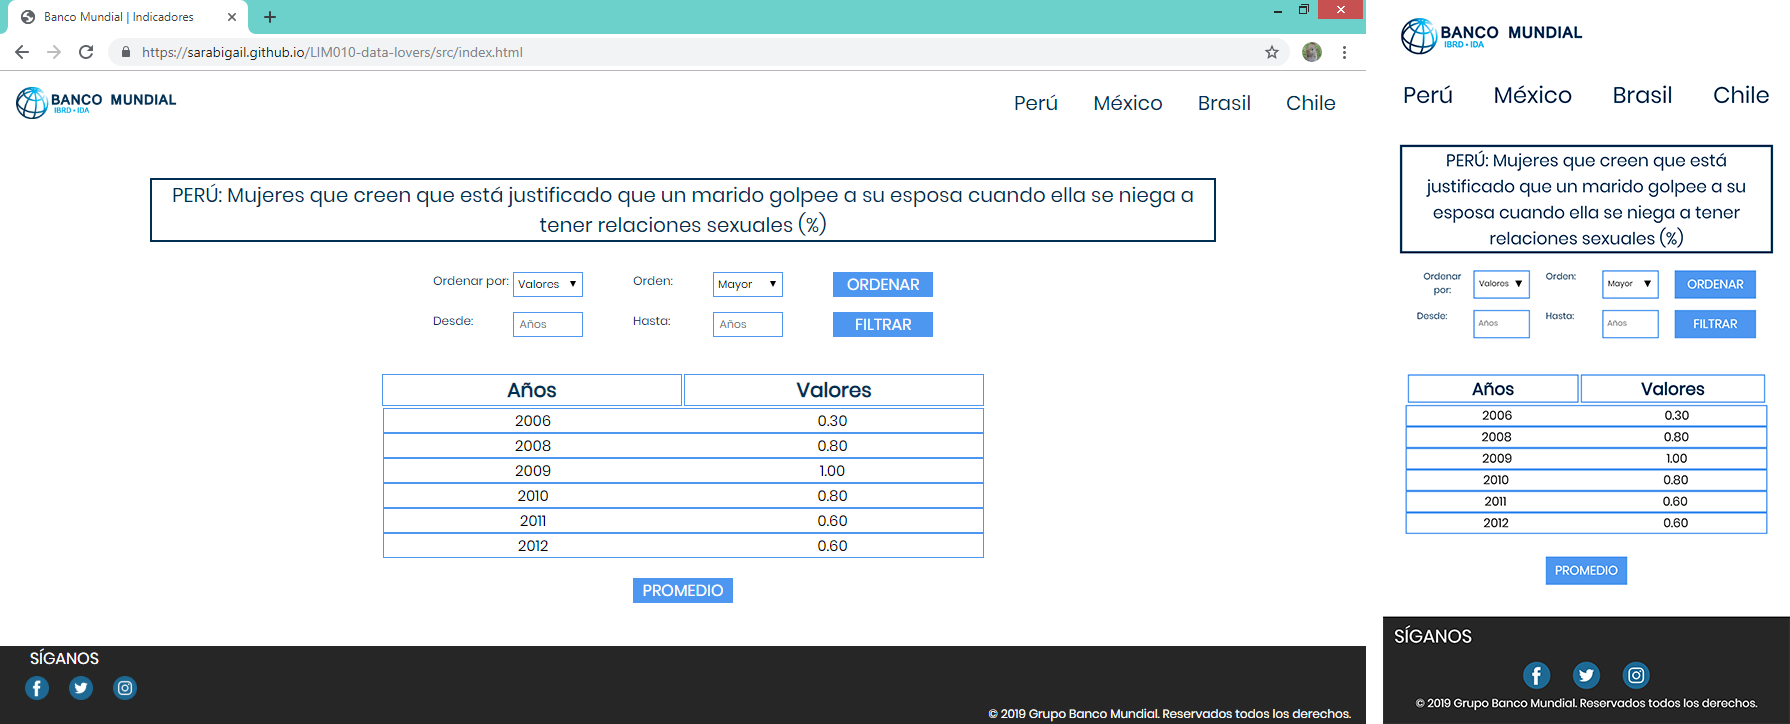 Banco Mundial | Indicadores
https://sarabigail.github.io/LIM010-data-lovers/src/index.html
BANCO MUNDIAL
IBRD • IDA
Perú México Brasil Chile
PERÚ: Mujeres que creen que está justificado que un marido golpee a su esposa cuando ella se niega a
tener relaciones sexuales (%)
Ordenar por: Valores Orden: Mayor ORDENAR
Desde: Años Hasta: Años FILTRAR
Años Valores
2006 0.30
2008 0.80
2009 1.00
2010 0.80
2011 0.60
2012 0.60
PROMEDIO
SÍGANOS
© 2019 Grupo Banco Mundial. Reservados todos los derechos.
BANCO MUNDIAL
IBRD • IDA
Perú México Brasil Chile
PERÚ: Mujeres que creen que está
justificado que un marido golpee a su
esposa cuando ella se niega a tener
relaciones sexuales (%)
Ordenar
por: Valores Orden: Mayor ORDENAR
Desde: Años Hasta: Años FILTRAR
Años Valores
2006 0.30
2008 0.80
2009 1.00
2010 0.80
2011 0.60
2012 0.60
PROMEDIO
SÍGANOS
© 2019 Grupo Banco Mundial. Reservados todos los derechos.